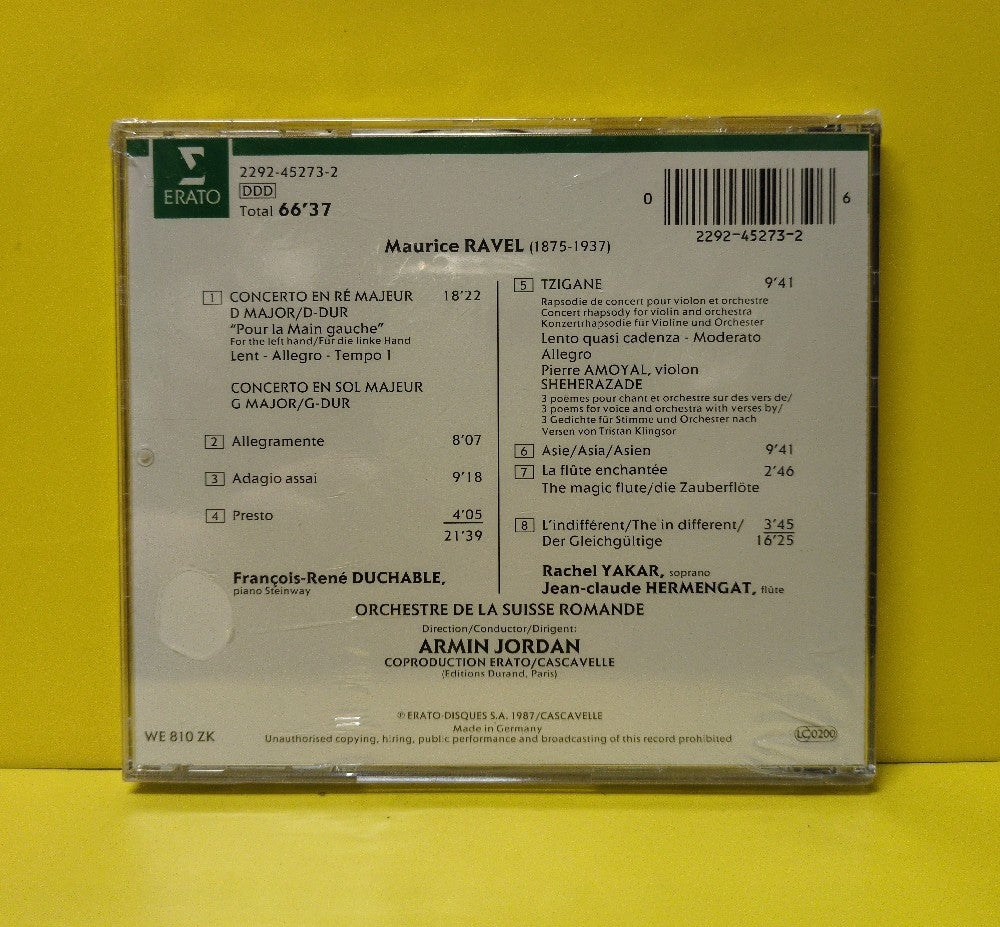 ERATO
2292-45273-2
DDD
Total 66'37
0 6
2292-45273-2
Maurice RAVEL (1875-1937)
1 CONCERTO EN RÉ MAJEUR 18'22
D MAJOR/D-DUR
"Pour la Main gauche"
For the left hand/Für die linke Hand
Lent - Allegro - Tempo 1
CONCERTO EN SOL MAJEUR
G MAJOR/G-DUR
2 Allegramente 8'07
3 Adagio assai 9'18
4 Presto 4'05
21'39
François-René DUCHABLE,
piano Steinway
5 TZIGANE 9'41
Rapsodie de concert pour violon et orchestre
Concert rhapsody for violin and orchestra
Konzertrhapsodie für Violine und Orchester
Lento quasi cadenza - Moderato
Allegro
Pierre AMOYAL, violon
SHEHERAZADE
3 poèmes pour chant et orchestre sur des vers de/
3 poems for voice and orchestra with verses by/
3 Gedichte für Stimme und Orchester nach
Versen von Tristan Klingsor
6 Asie/Asia/Asien 9'41
7 La flûte enchantée 2'46
The magic flute/die Zauberflöte
8 L'indifférent/The in different/ 3'45
Der Gleichgültige 16'25
Rachel YAKAR, soprano
Jean-claude HERMENGAT, flûte
ORCHESTRE DE LA SUISSE ROMANDE
Direction/Conductor/Dirigent:
ARMIN JORDAN
COPRODUCTION ERATO/CASCAVELLE
(Editions Durand, Paris)
℗ ERATO-DISQUES S.A. 1987/CASCAVELLE
Made in Germany
WE 810 ZK
Unauthorised copying, hiring, public performance and broadcasting of this record prohibited
LC 0200